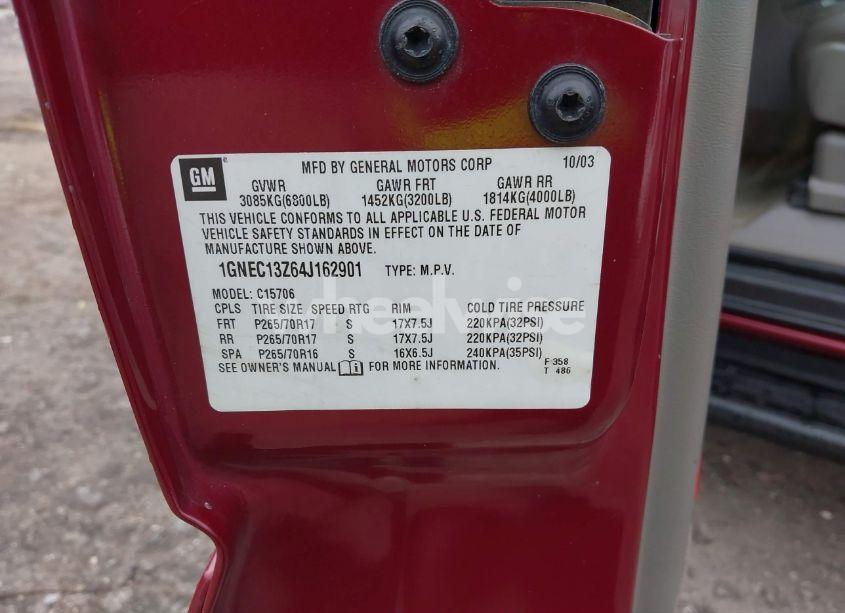 GM
MFD BY GENERAL MOTORS CORP 10/03
GVWR GAWR FRT GAWR RR
3085KG(6800LB) 1452KG(3200LB) 1814KG(4000LB)
THIS VEHICLE CONFORMS TO ALL APPLICABLE U.S. FEDERAL MOTOR
VEHICLE SAFETY STANDARDS IN EFFECT ON THE DATE OF
MANUFACTURE SHOWN ABOVE.
1GNEC13Z64J162901 TYPE: M.P.V.
MODEL: C15706
CPLS TIRE SIZE SPEED RTG RIM COLD TIRE PRESSURE
FRT P265/70R17 S 17X7.5J 220KPA(32PSI)
RR P265/70R17 S 17X7.5J 220KPA(32PSI)
SPA P265/70R16 S 16X6.5J 240KPA(35PSI)
SEE OWNER'S MANUAL FOR MORE INFORMATION.
F 358
T 486